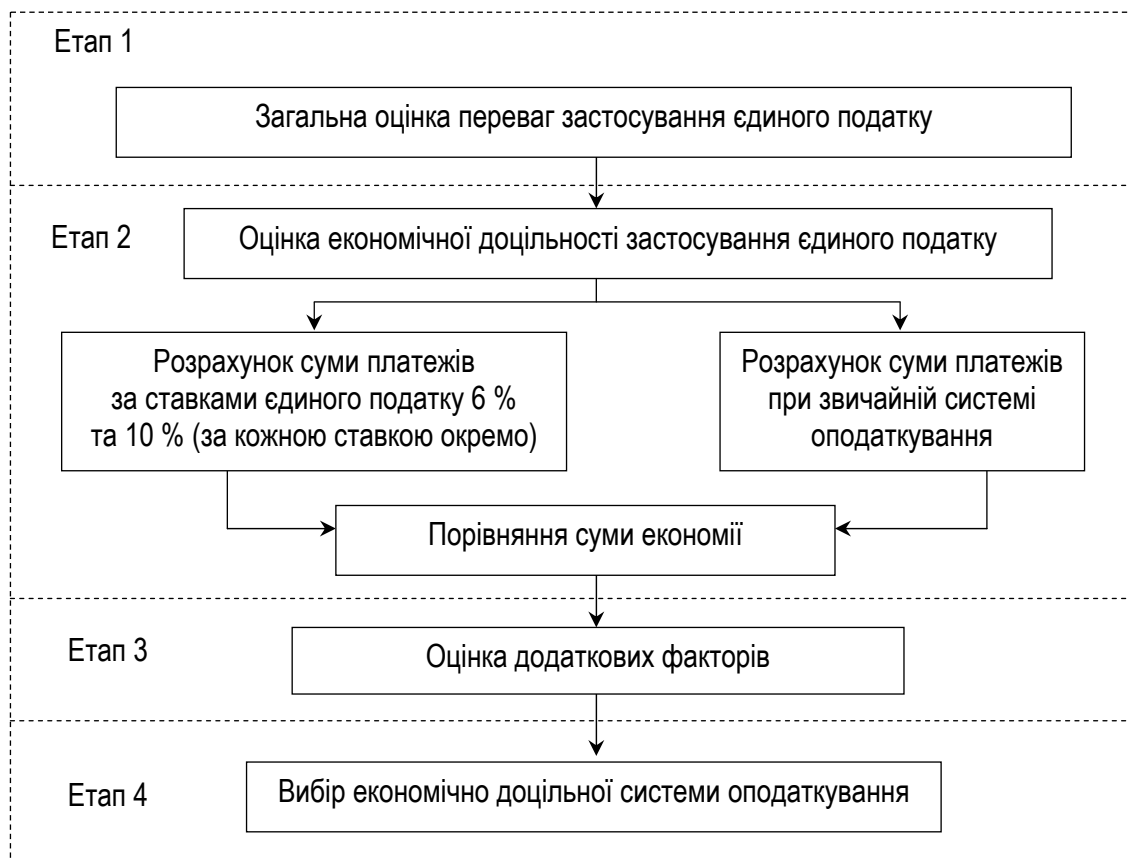 Етап 1
Загальна оцінка переваг застосування єдиного податку
Етап 2
Оцінка економічної доцільності застосування єдиного податку
Розрахунок суми платежів
за ставками єдиного податку 6 %
та 10 % (за кожною ставкою окремо)
Розрахунок суми платежів
при звичайній системі
оподаткування
Порівняння суми економії
Етап 3
Оцінка додаткових факторів
Етап 4
Вибір економічно доцільної системи оподаткування